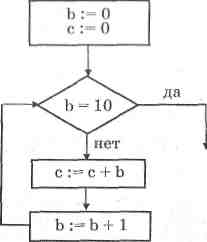 b := 0
c := 0
b = 10
да
нет
c := c + b
b := b + 1